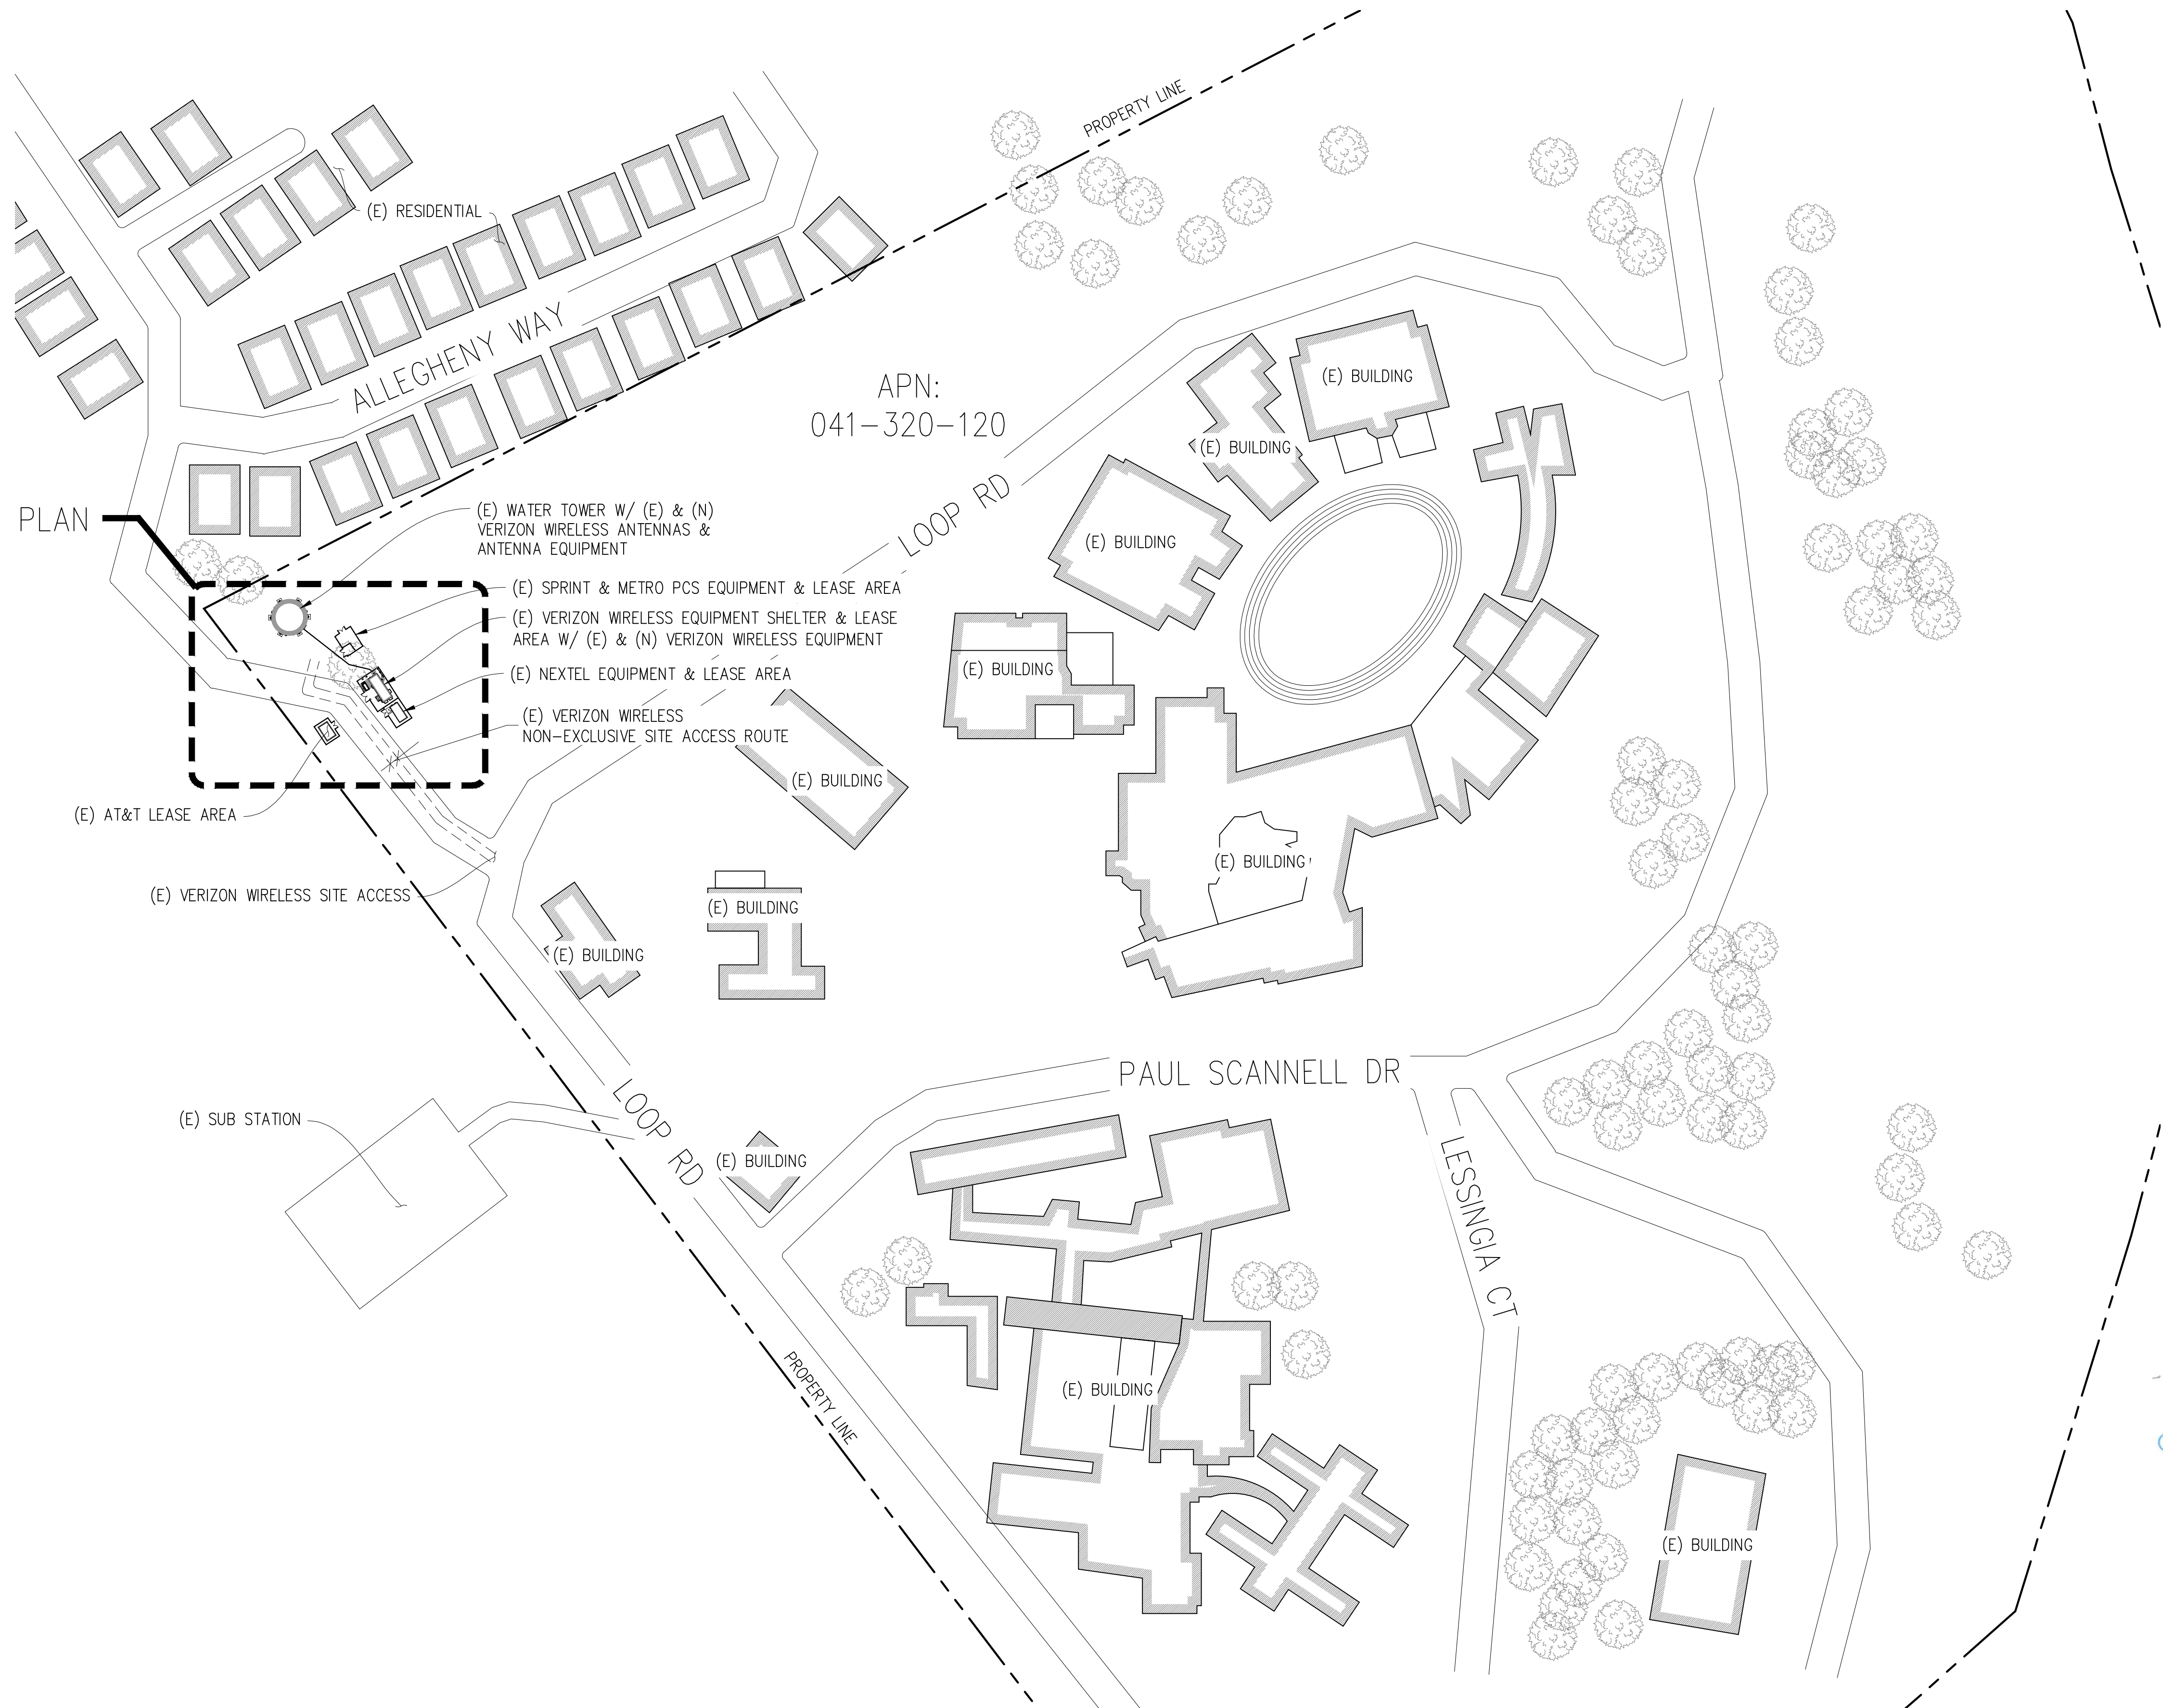 PROPERTY LINE
(E) RESIDENTIAL
ALLEGHENY WAY
APN:
041-320-120
(E) BUILDING
(E) BUILDING
LOOP RD
PLAN
(E) WATER TOWER W/ (E) & (N)
VERIZON WIRELESS ANTENNAS &
ANTENNA EQUIPMENT
(E) BUILDING
(E) SPRINT & METRO PCS EQUIPMENT & LEASE AREA
(E) VERIZON WIRELESS EQUIPMENT SHELTER & LEASE
AREA W/ (E) & (N) VERIZON WIRELESS EQUIPMENT
(E) NEXTEL EQUIPMENT & LEASE AREA
(E) BUILDING
(E) VERIZON WIRELESS
NON-EXCLUSIVE SITE ACCESS ROUTE
(E) BUILDING
(E) AT&T LEASE AREA
(E) BUILDING
(E) VERIZON WIRELESS SITE ACCESS
(E) BUILDING
(E) BUILDING
PAUL SCANNELL DR
(E) SUB STATION
LOOP RD
(E) BUILDING
LESSINGIA CT
PROPERTY LINE
(E) BUILDING
(E) BUILDING